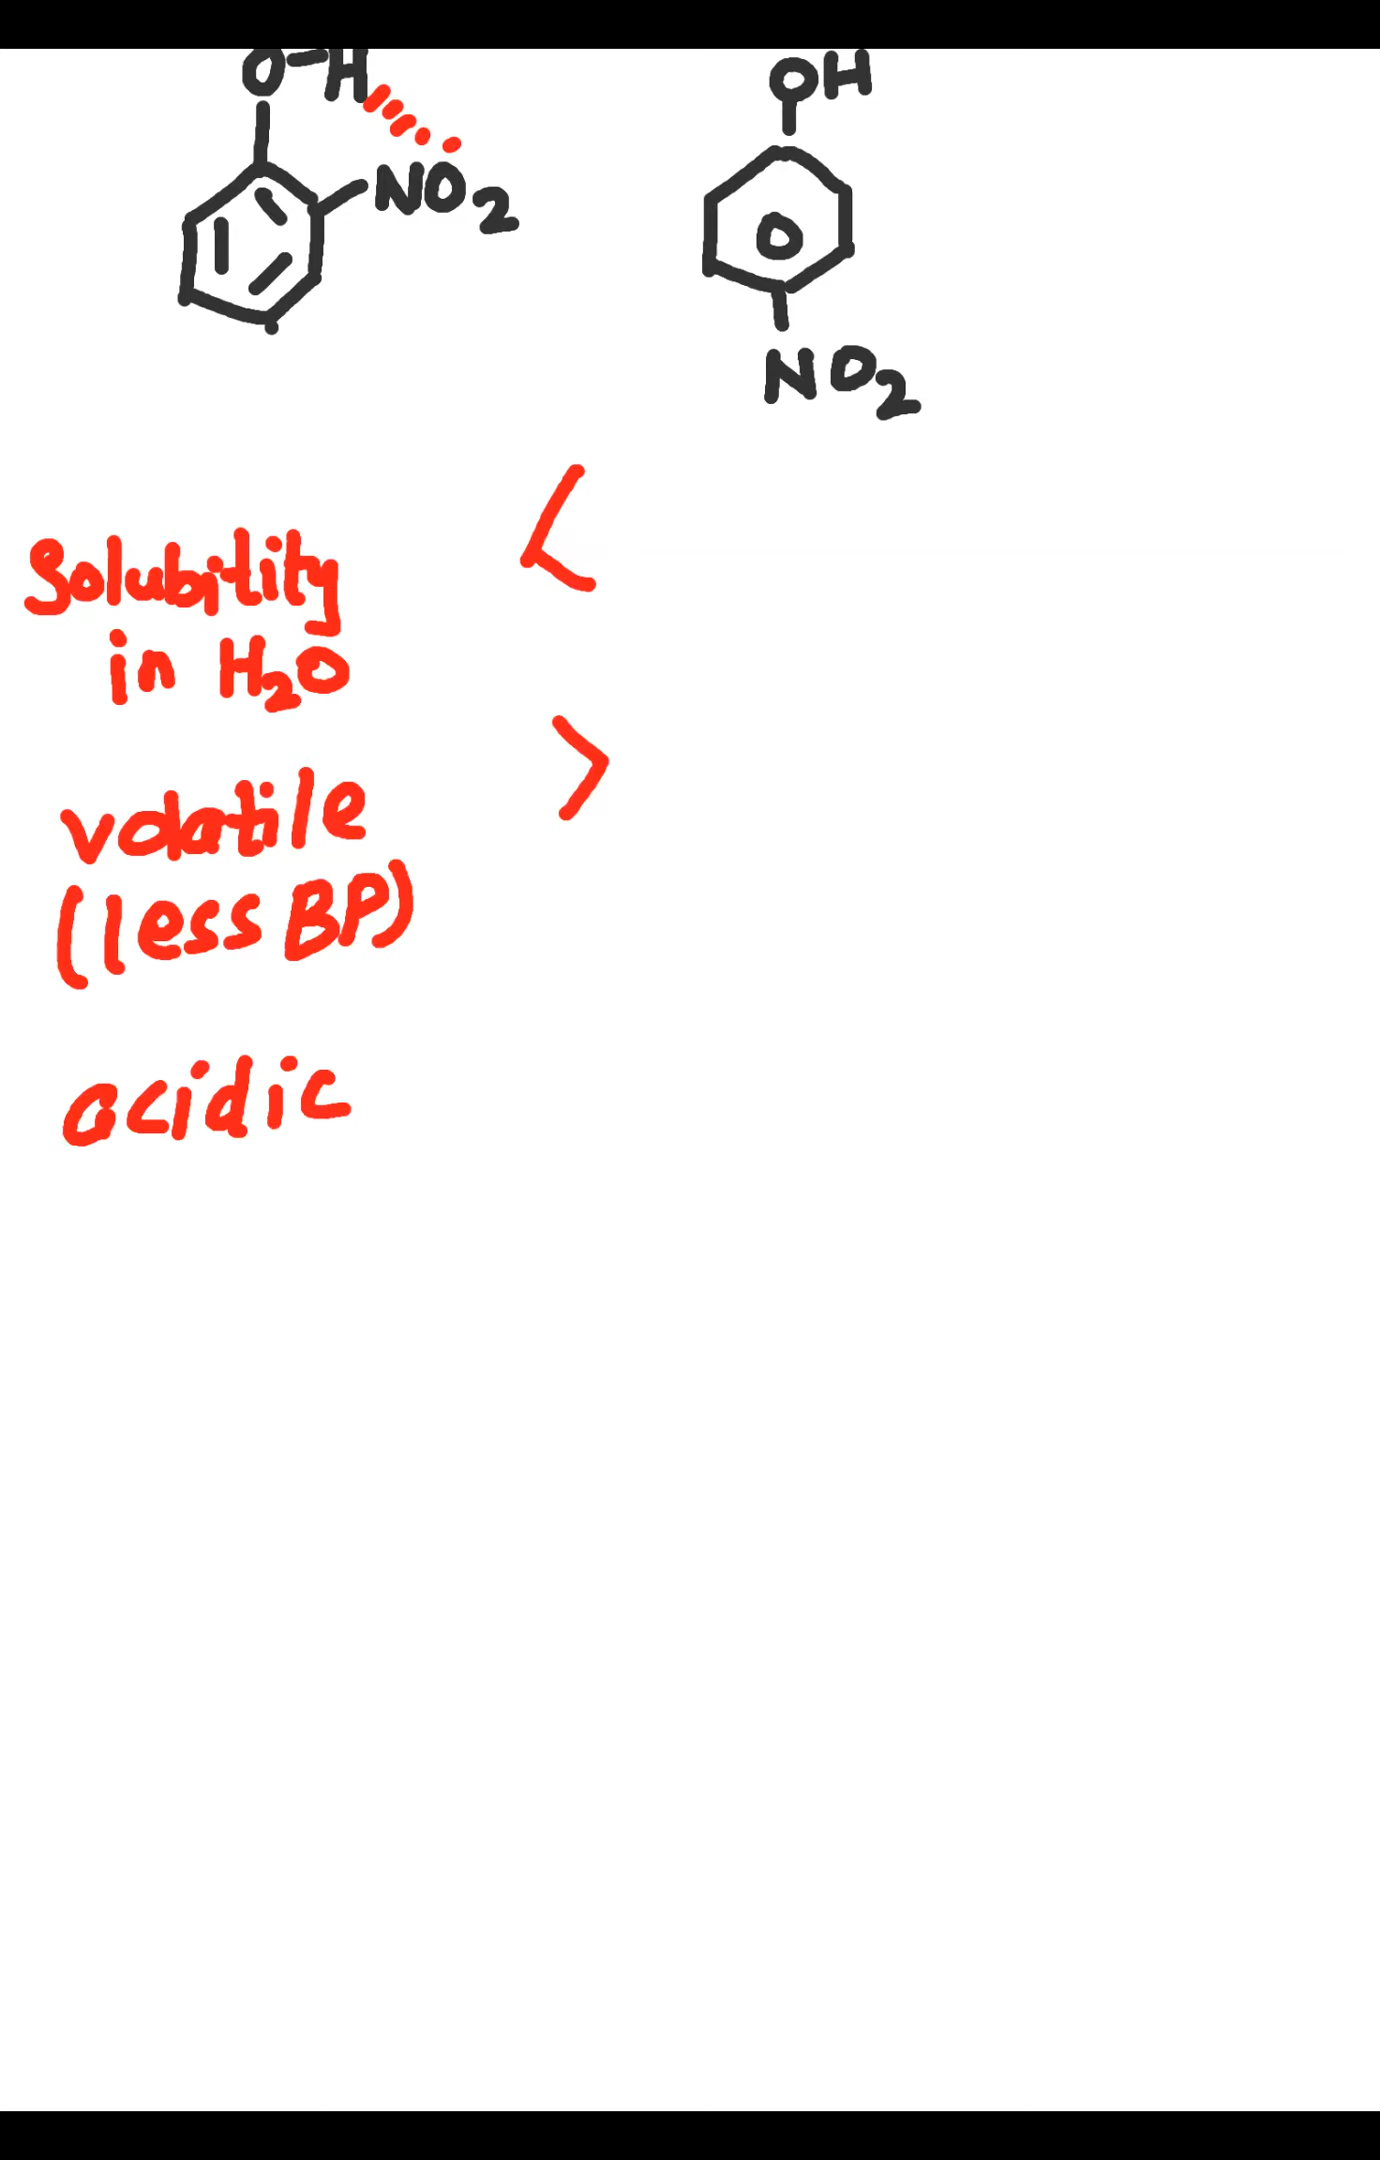 O-H
OH
NO2
O
NO2
<
Solubility
in H2O
>
volatile
(less BP)
acidic